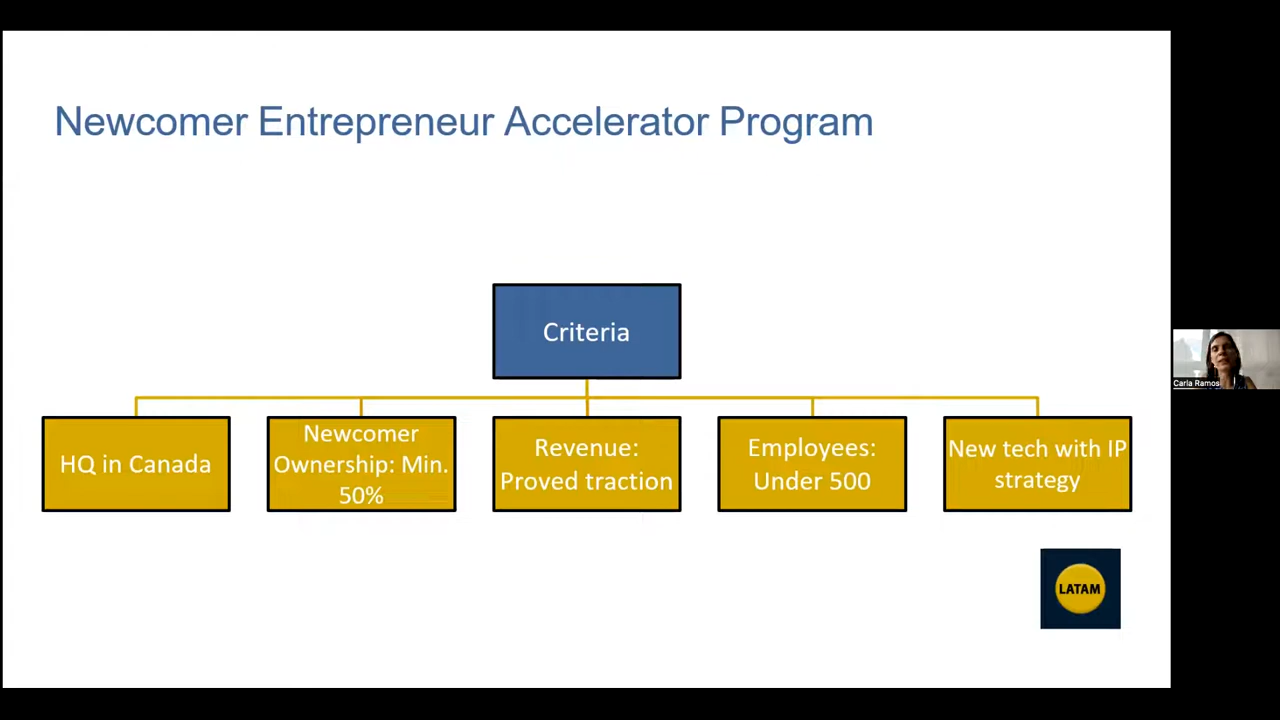 Newcomer Entrepreneur Accelerator Program
Criteria
HQ in Canada
Newcomer
Ownership: Min.
50%
Revenue:
Proved traction
Employees:
Under 500
New tech with IP
strategy
LATAM
Carla Ramos